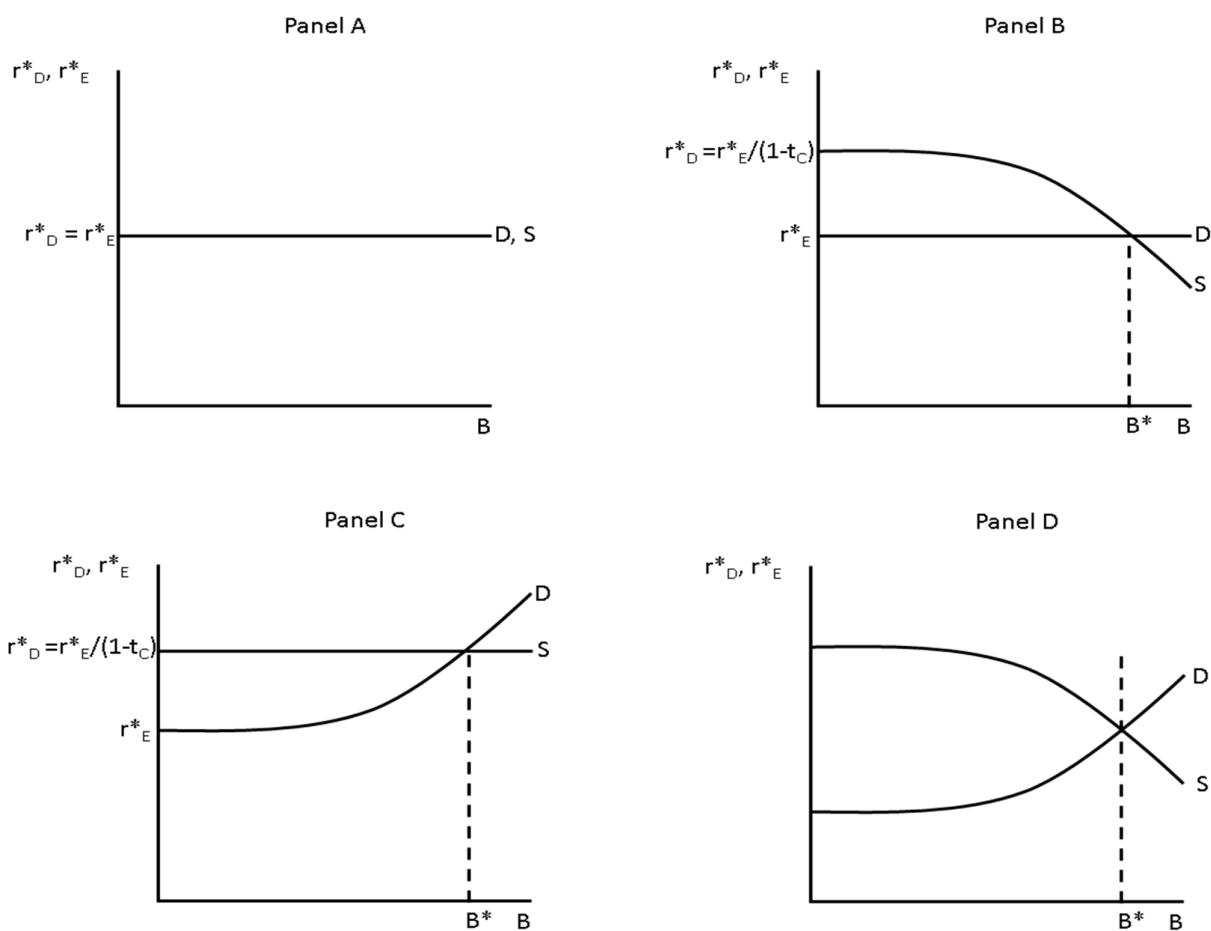 Panel A
r*D, r*E
r*D = r*E
D, S
B
Panel B
r*D, r*E
r*D =r*E/(1-tC)
r*E
D
S
B* B
Panel C
r*D, r*E
r*D =r*E/(1-tC)
r*E
D
S
B* B
Panel D
r*D, r*E
D
S
B* B